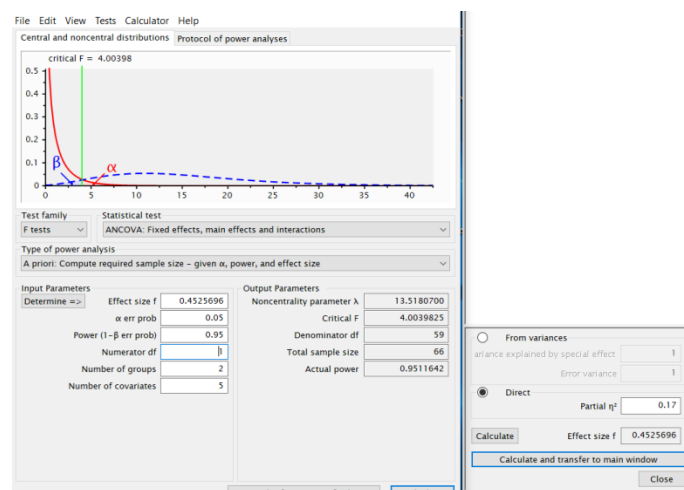 File Edit View Tests Calculator Help
Central and noncentral distributions Protocol of power analyses
critical F = 4.00398
0.5
0.4
0.3
0.2
0.1
0
β
α
0 5 10 15 20 25 30 35 40
Test family Statistical test
F tests ANCOVA: Fixed effects, main effects and interactions
Type of power analysis
A priori: Compute required sample size - given α, power, and effect size
Input Parameters Output Parameters
Determine => Effect size f 0.4525696 Noncentrality parameter λ 13.5180700
α err prob 0.05 Critical F 4.0039825
Power (1-β err prob) 0.95 Denominator df 59
Numerator df 1 Total sample size 66
Number of groups 2 Actual power 0.9511642
Number of covariates 5
From variances
ariance explained by special effect 1
Error variance 1
Direct
Partial η² 0.17
Calculate Effect size f 0.4525696
Calculate and transfer to main window
Close